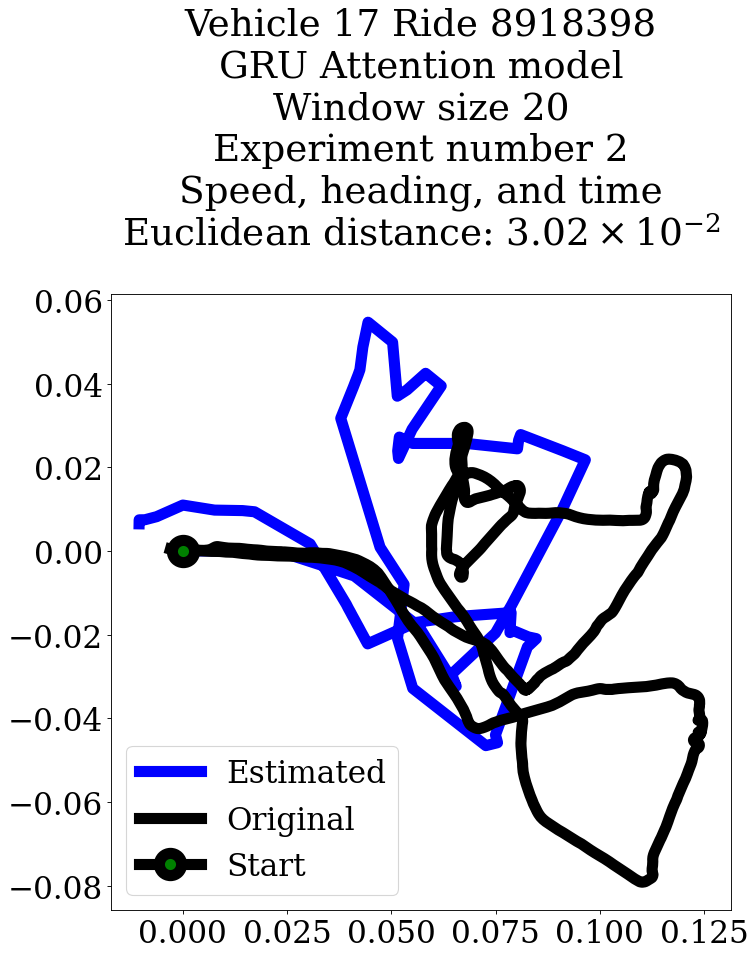 Vehicle 17 Ride 8918398
GRU Attention model
Window size 20
Experiment number 2
Speed, heading, and time
Euclidean distance: 3.02 × 10⁻²
0.06
0.04
0.02
0.00
−0.02
−0.04
−0.06
−0.08
Estimated
Original
Start
0.000 0.025 0.050 0.075 0.100 0.125